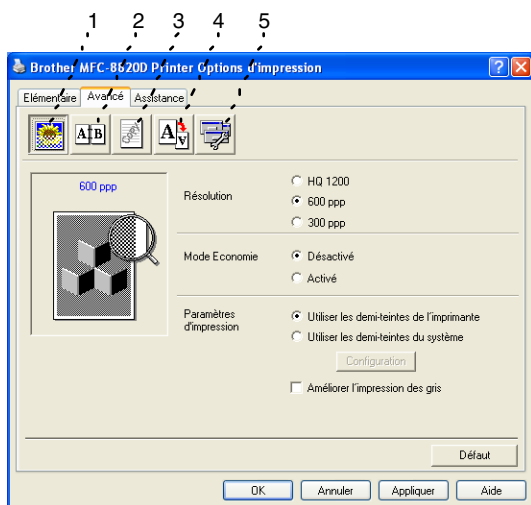 1 2 3 4 5
Brother MFC-8620D Printer Options d'impression
Elémentaire Avancé Assistance
A B A V
600 ppp
Résolution
HQ 1200
600 ppp
300 ppp
Mode Economie
Désactivé
Activé
Paramètres
d'impression
Utiliser les demi-teintes de l'imprimante
Utiliser les demi-teintes du système
Configuration
Améliorer l'impression des gris
Défaut
OK Annuler Appliquer Aide